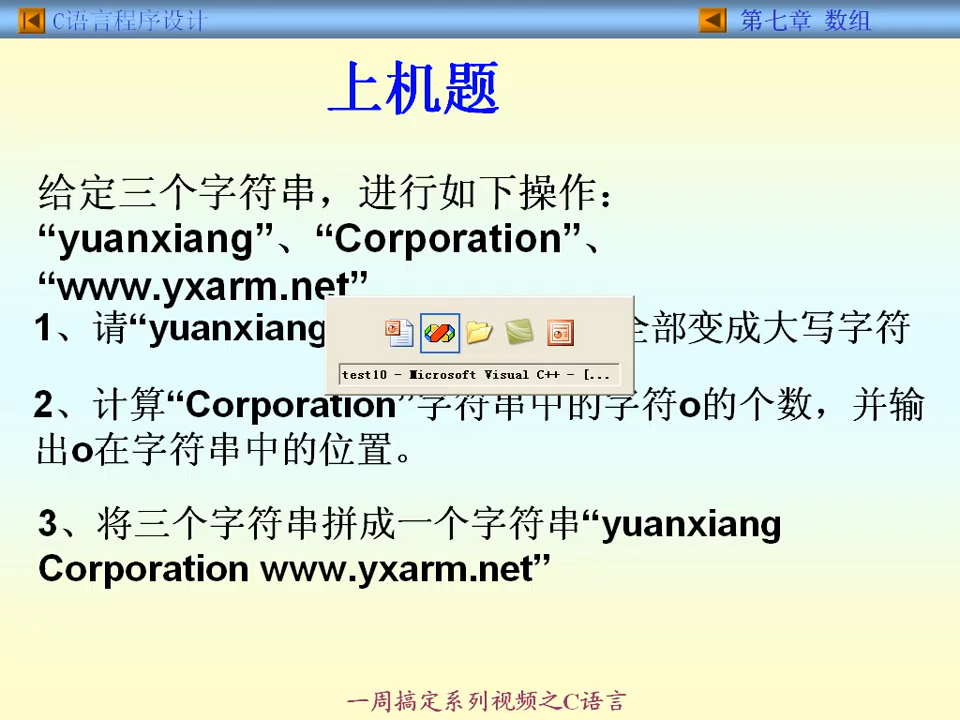 C语言程序设计
第七章 数组
上机题
给定三个字符串，进行如下操作：
“yuanxiang”、“Corporation”、
“www.yxarm.net”
1、请“yuanxiang 全部变成大写字符
test10 - Microsoft Visual C++ - [...
2、计算“Corporation”字符串中的字符o的个数，并输
出o在字符串中的位置。
3、将三个字符串拼成一个字符串“yuanxiang
Corporation www.yxarm.net”
一周搞定系列视频之C语言